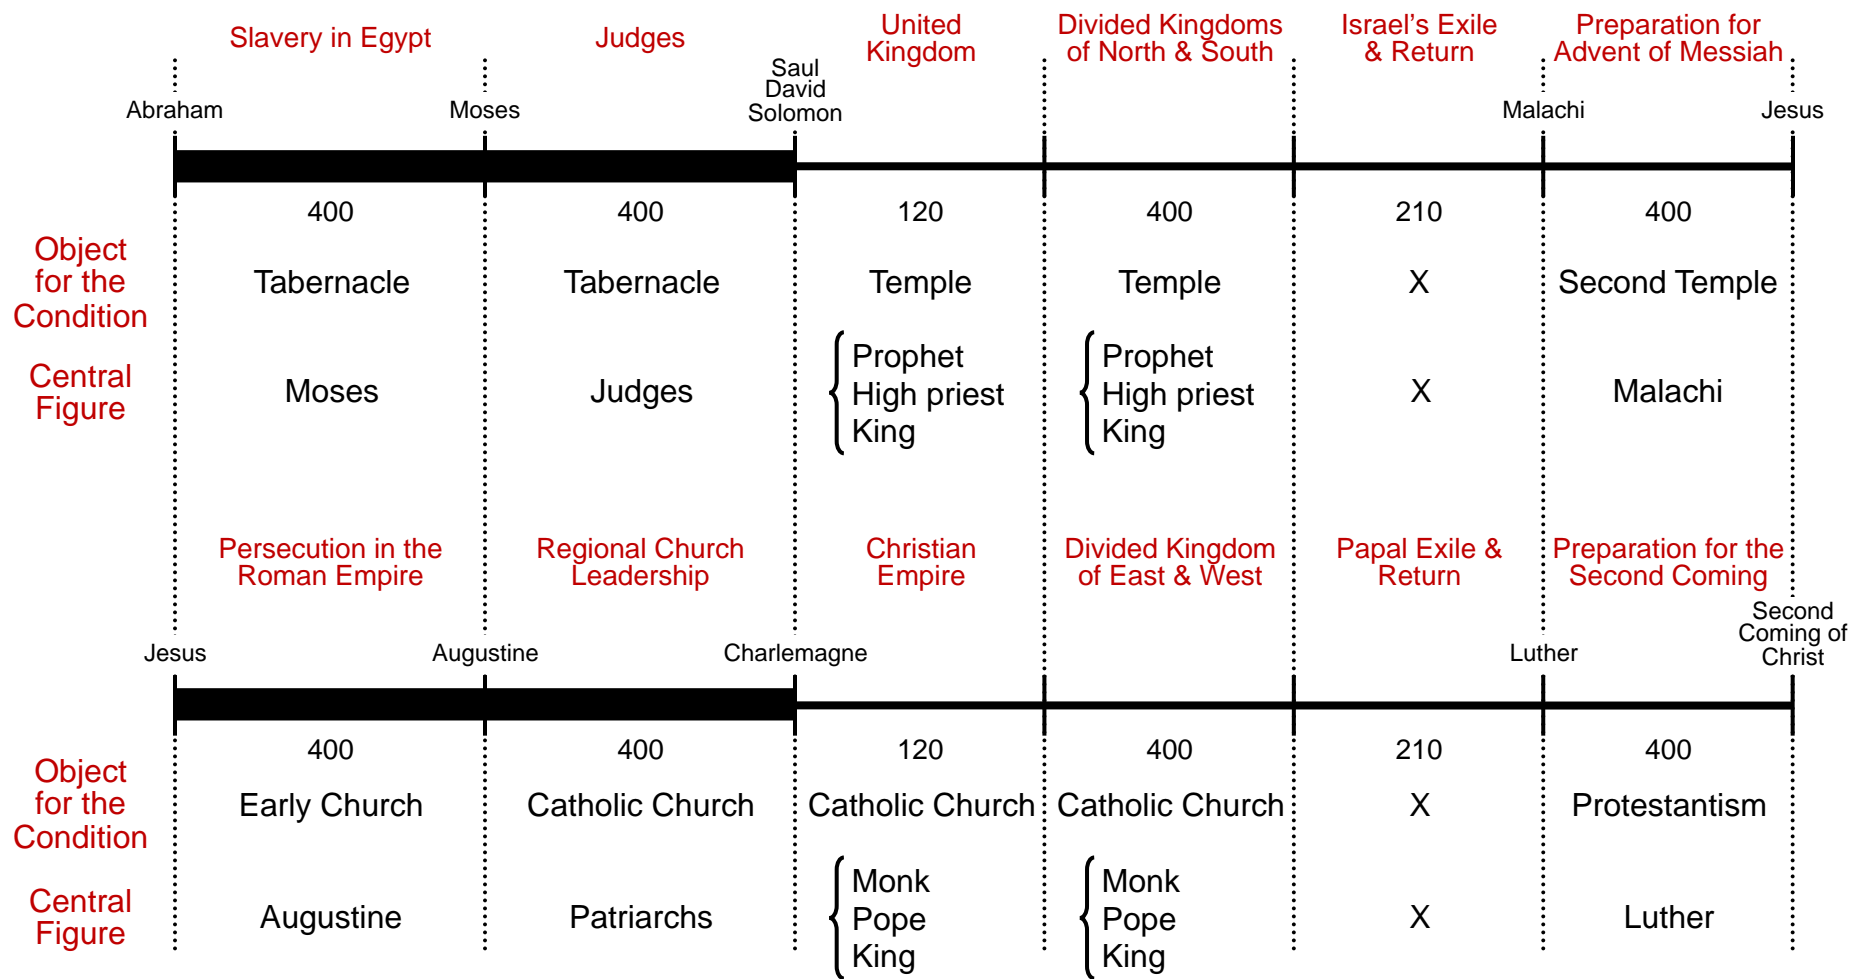 Slavery in Egypt
Judges
United
Kingdom
Divided Kingdoms
of North & South
Israel’s Exile
& Return
Preparation for
Advent of Messiah
Abraham
Moses
Saul
David
Solomon
Malachi
Jesus
400
400
120
400
210
400
Object
for the
Condition
Tabernacle
Tabernacle
Temple
Temple
X
Second Temple
Central
Figure
Moses
Judges
Prophet
High priest
King
Prophet
High priest
King
X
Malachi
Persecution in the
Roman Empire
Regional Church
Leadership
Christian
Empire
Divided Kingdom
of East & West
Papal Exile &
Return
Preparation for the
Second Coming
Jesus
Augustine
Charlemagne
Luther
Second
Coming of
Christ
400
400
120
400
210
400
Object
for the
Condition
Early Church
Catholic Church
Catholic Church
Catholic Church
X
Protestantism
Central
Figure
Augustine
Patriarchs
Monk
Pope
King
Monk
Pope
King
X
Luther